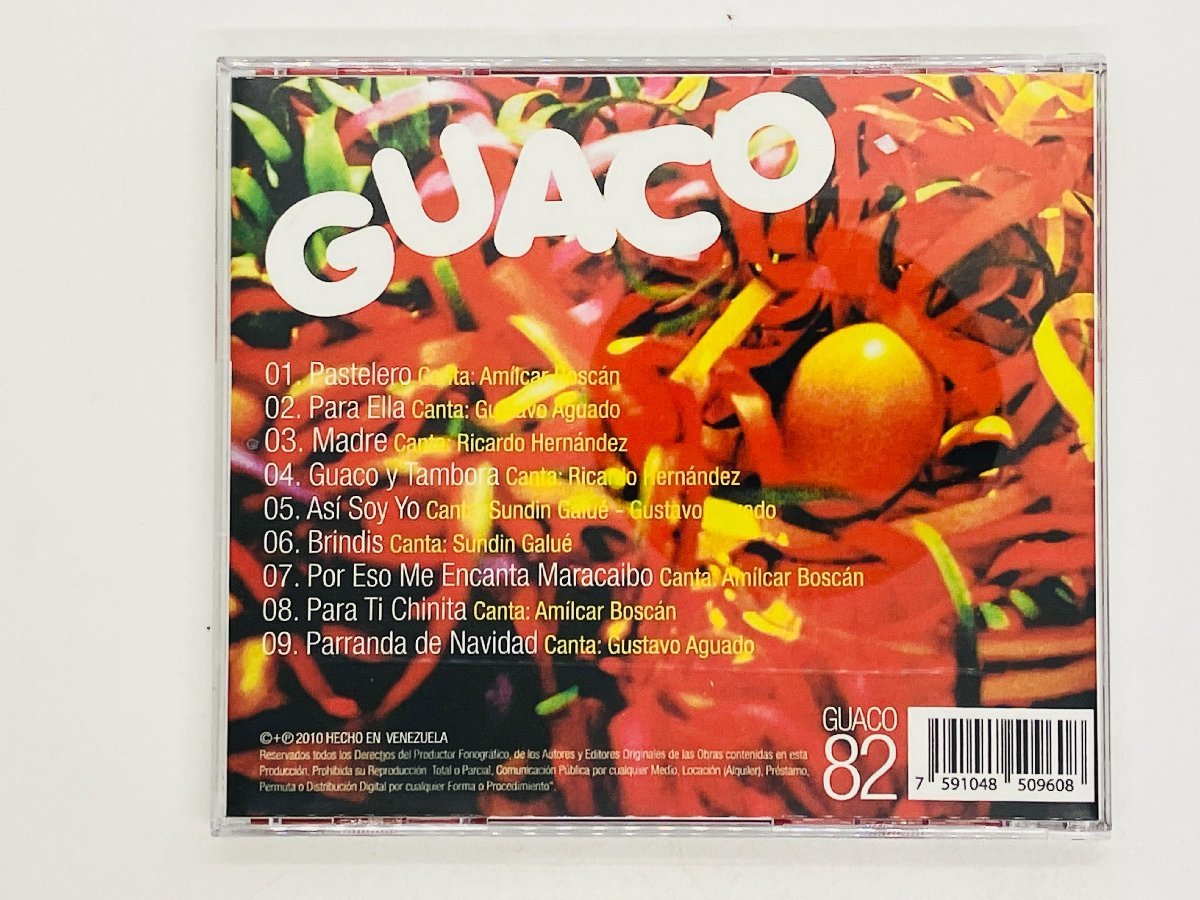 GUACO
01. Pastelero Canta: Amílcar Boscán
02. Para Ella Canta: Gustavo Aguado
03. Madre Canta: Ricardo Hernández
04. Guaco y Tambora Canta: Ricardo Hernández
05. Así Soy Yo Canta: Sundin Galué - Gustavo Aguado
06. Brindis Canta: Sundin Galué
07. Por Eso Me Encanta Maracaibo Canta: Amílcar Boscán
08. Para Ti Chinita Canta: Amílcar Boscán
09. Parranda de Navidad Canta: Gustavo Aguado
©+℗ 2010 HECHO EN VENEZUELA
Reservados todos los Derechos del Productor Fonográfico, de los Autores y Editores Originales de las Obras contenidas en esta
Producción. Prohibida su Reproducción Total o Parcial, Comunicación Pública por cualquier Medio, Locación (Alquiler), Préstamo,
Permuta o Distribución Digital por cualquier Forma o Procedimiento".
GUACO
82
7 591048 509608